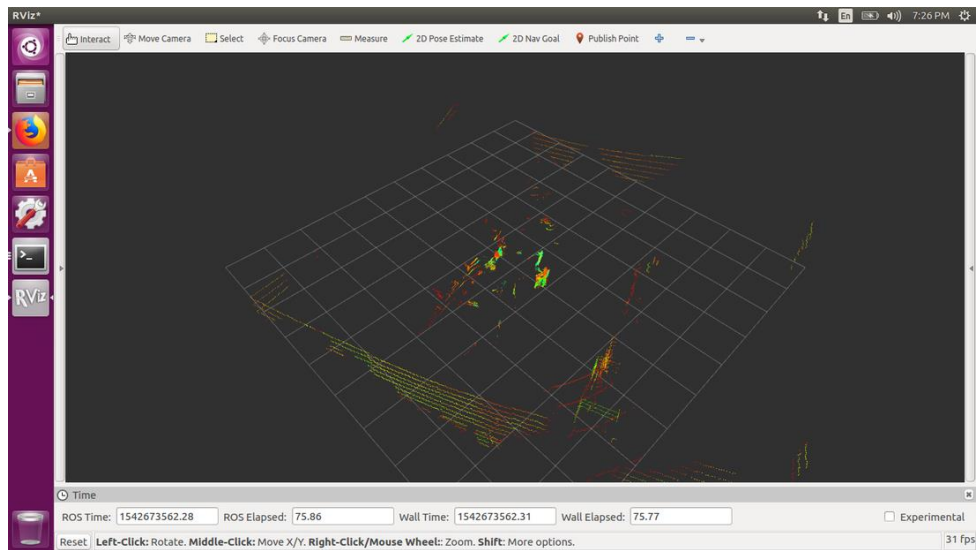 RViz*
En
7:26 PM
Interact
Move Camera
Select
Focus Camera
Measure
2D Pose Estimate
2D Nav Goal
Publish Point
RViz
Time
ROS Time: 1542673562.28 ROS Elapsed: 75.86 Wall Time: 1542673562.31 Wall Elapsed: 75.77 Experimental
Reset Left-Click: Rotate. Middle-Click: Move X/Y. Right-Click/Mouse Wheel:: Zoom. Shift: More options. 31 fps